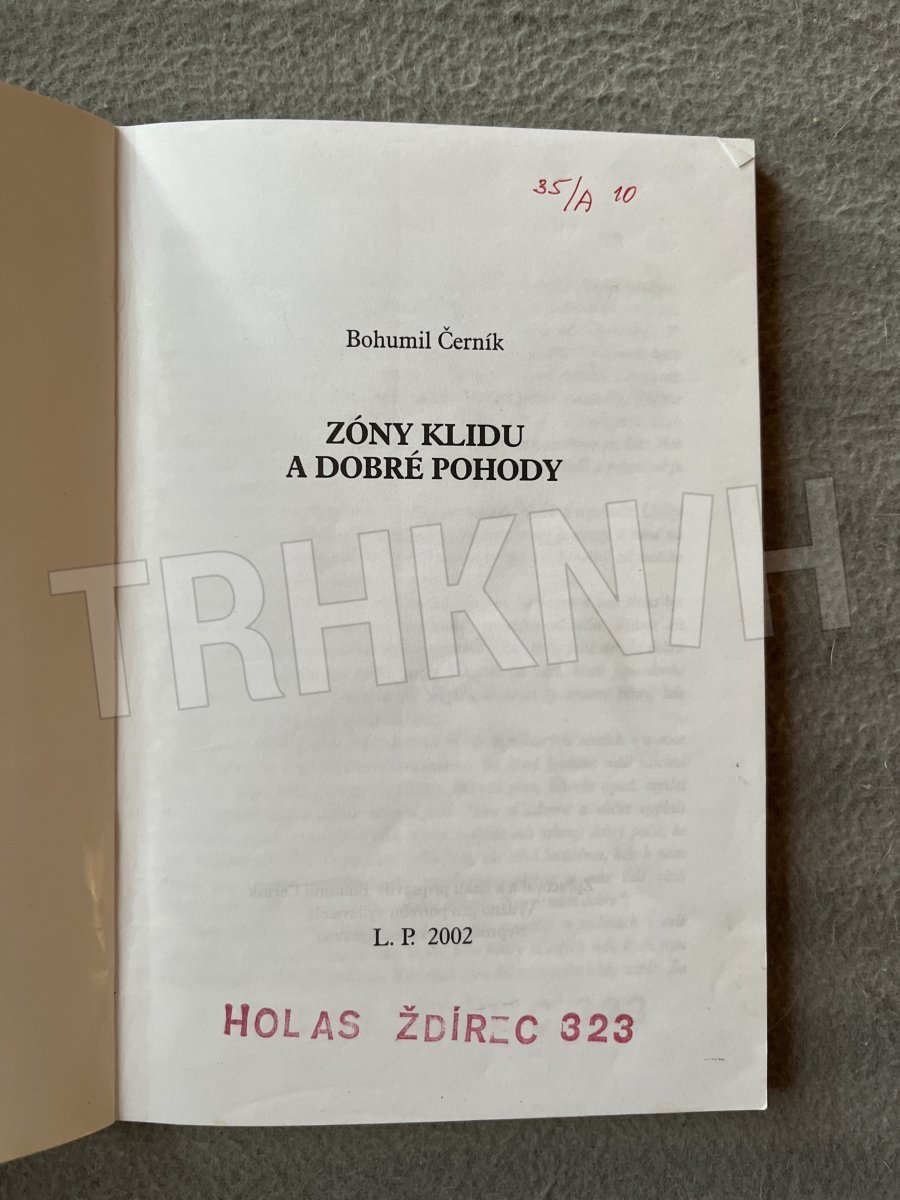 35/A 10
Bohumil Černík
ZÓNY KLIDU
A DOBRÉ POHODY
TRHKNIH
L. P. 2002
HOLAS ŽDÍREC 323